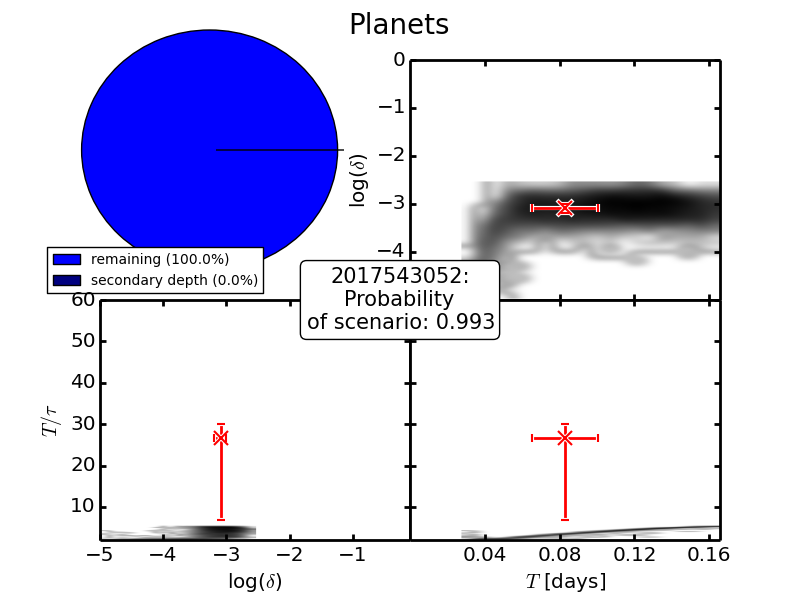 Planets
remaining (100.0%)
secondary depth (0.0%)
log(δ)
0
−1
−2
−3
−4
2017543052:
Probability
of scenario: 0.993
T/τ
60
50
40
30
20
10
−5 −4 −3 −2 −1
log(δ)
0.04 0.08 0.12 0.16
T [days]